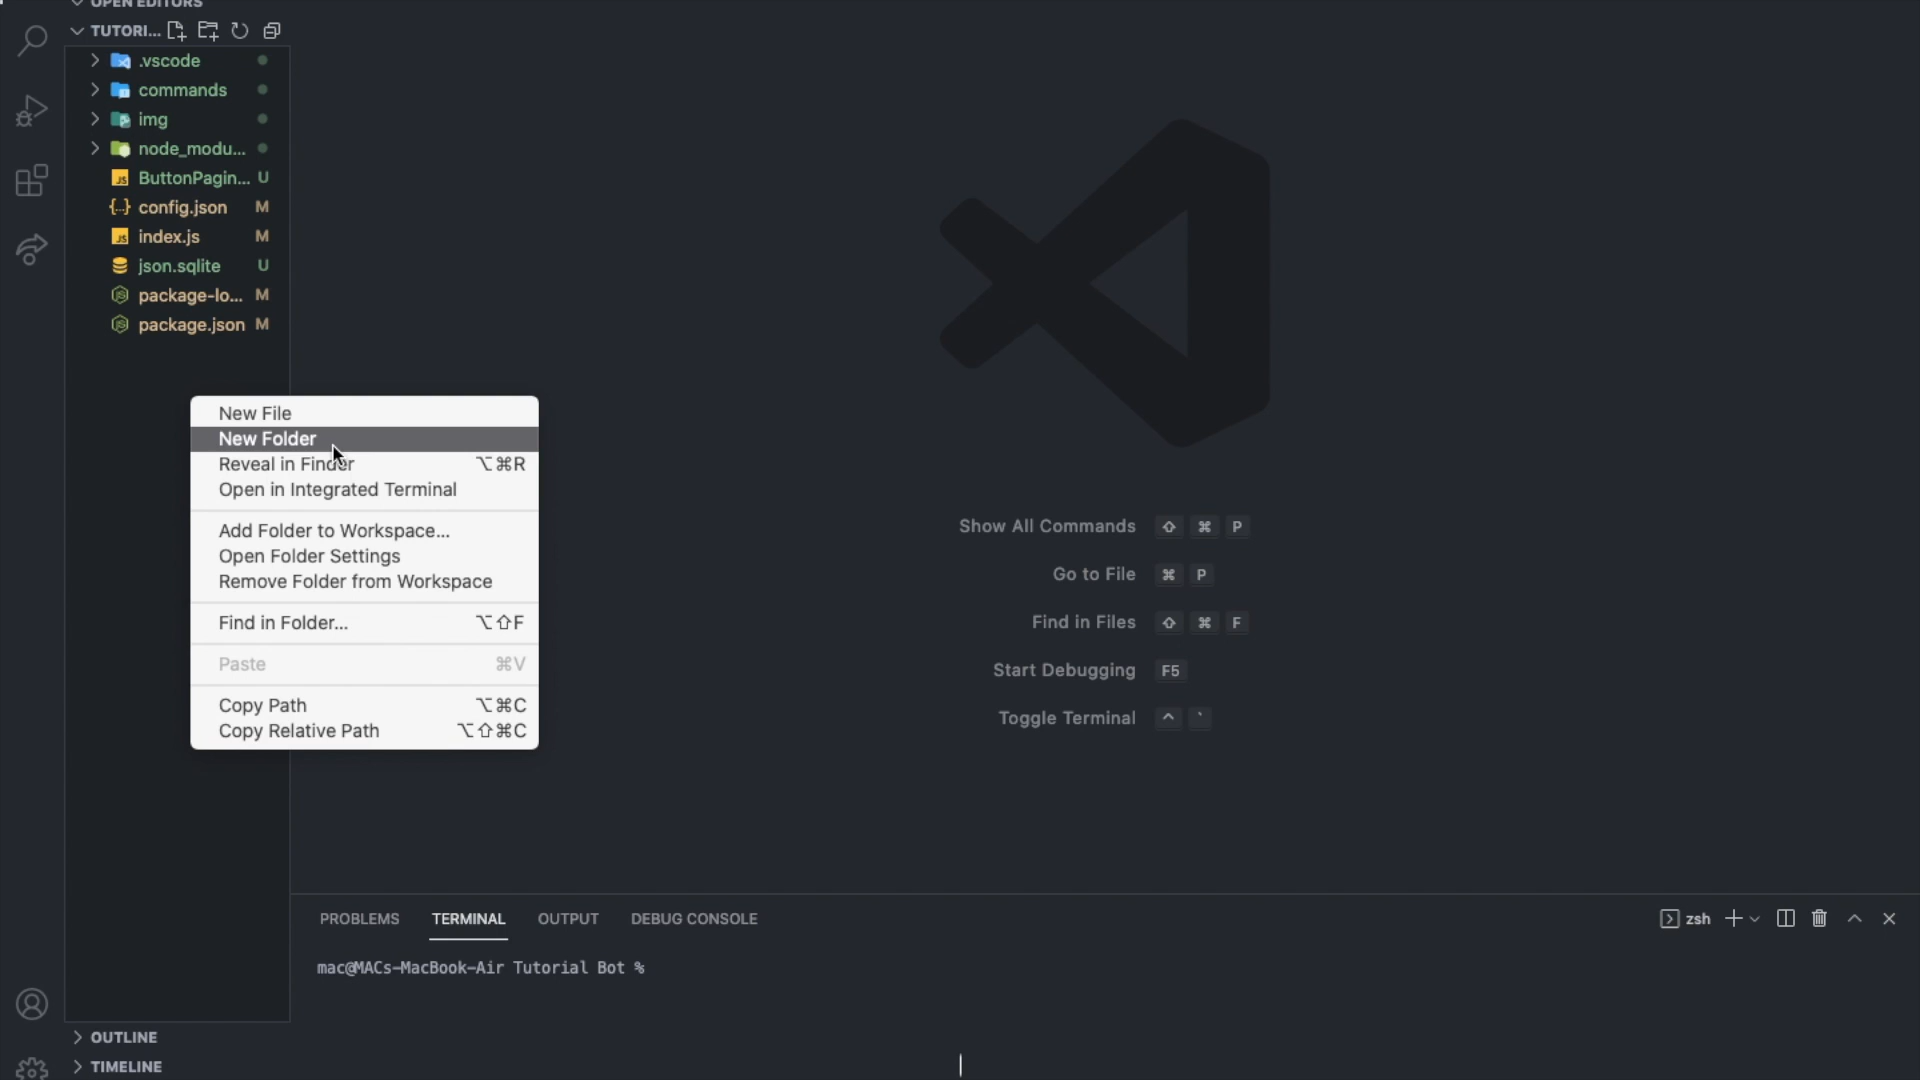 OPEN EDITORS
TUTORI...
.vscode
commands
img
node_modu...
ButtonPagin... U
config.json M
index.js M
json.sqlite U
package-lo... M
package.json M
New File
New Folder
Reveal in Finder ⌥⌘R
Open in Integrated Terminal
Add Folder to Workspace...
Open Folder Settings
Remove Folder from Workspace
Find in Folder... ⌥⇧F
Paste ⌘V
Copy Path ⌥⌘C
Copy Relative Path ⌥⇧⌘C
Show All Commands ⇧ ⌘ P
Go to File ⌘ P
Find in Files ⇧ ⌘ F
Start Debugging F5
Toggle Terminal ^ `
PROBLEMS TERMINAL OUTPUT DEBUG CONSOLE zsh
mac@MACs-MacBook-Air Tutorial Bot %
OUTLINE
TIMELINE